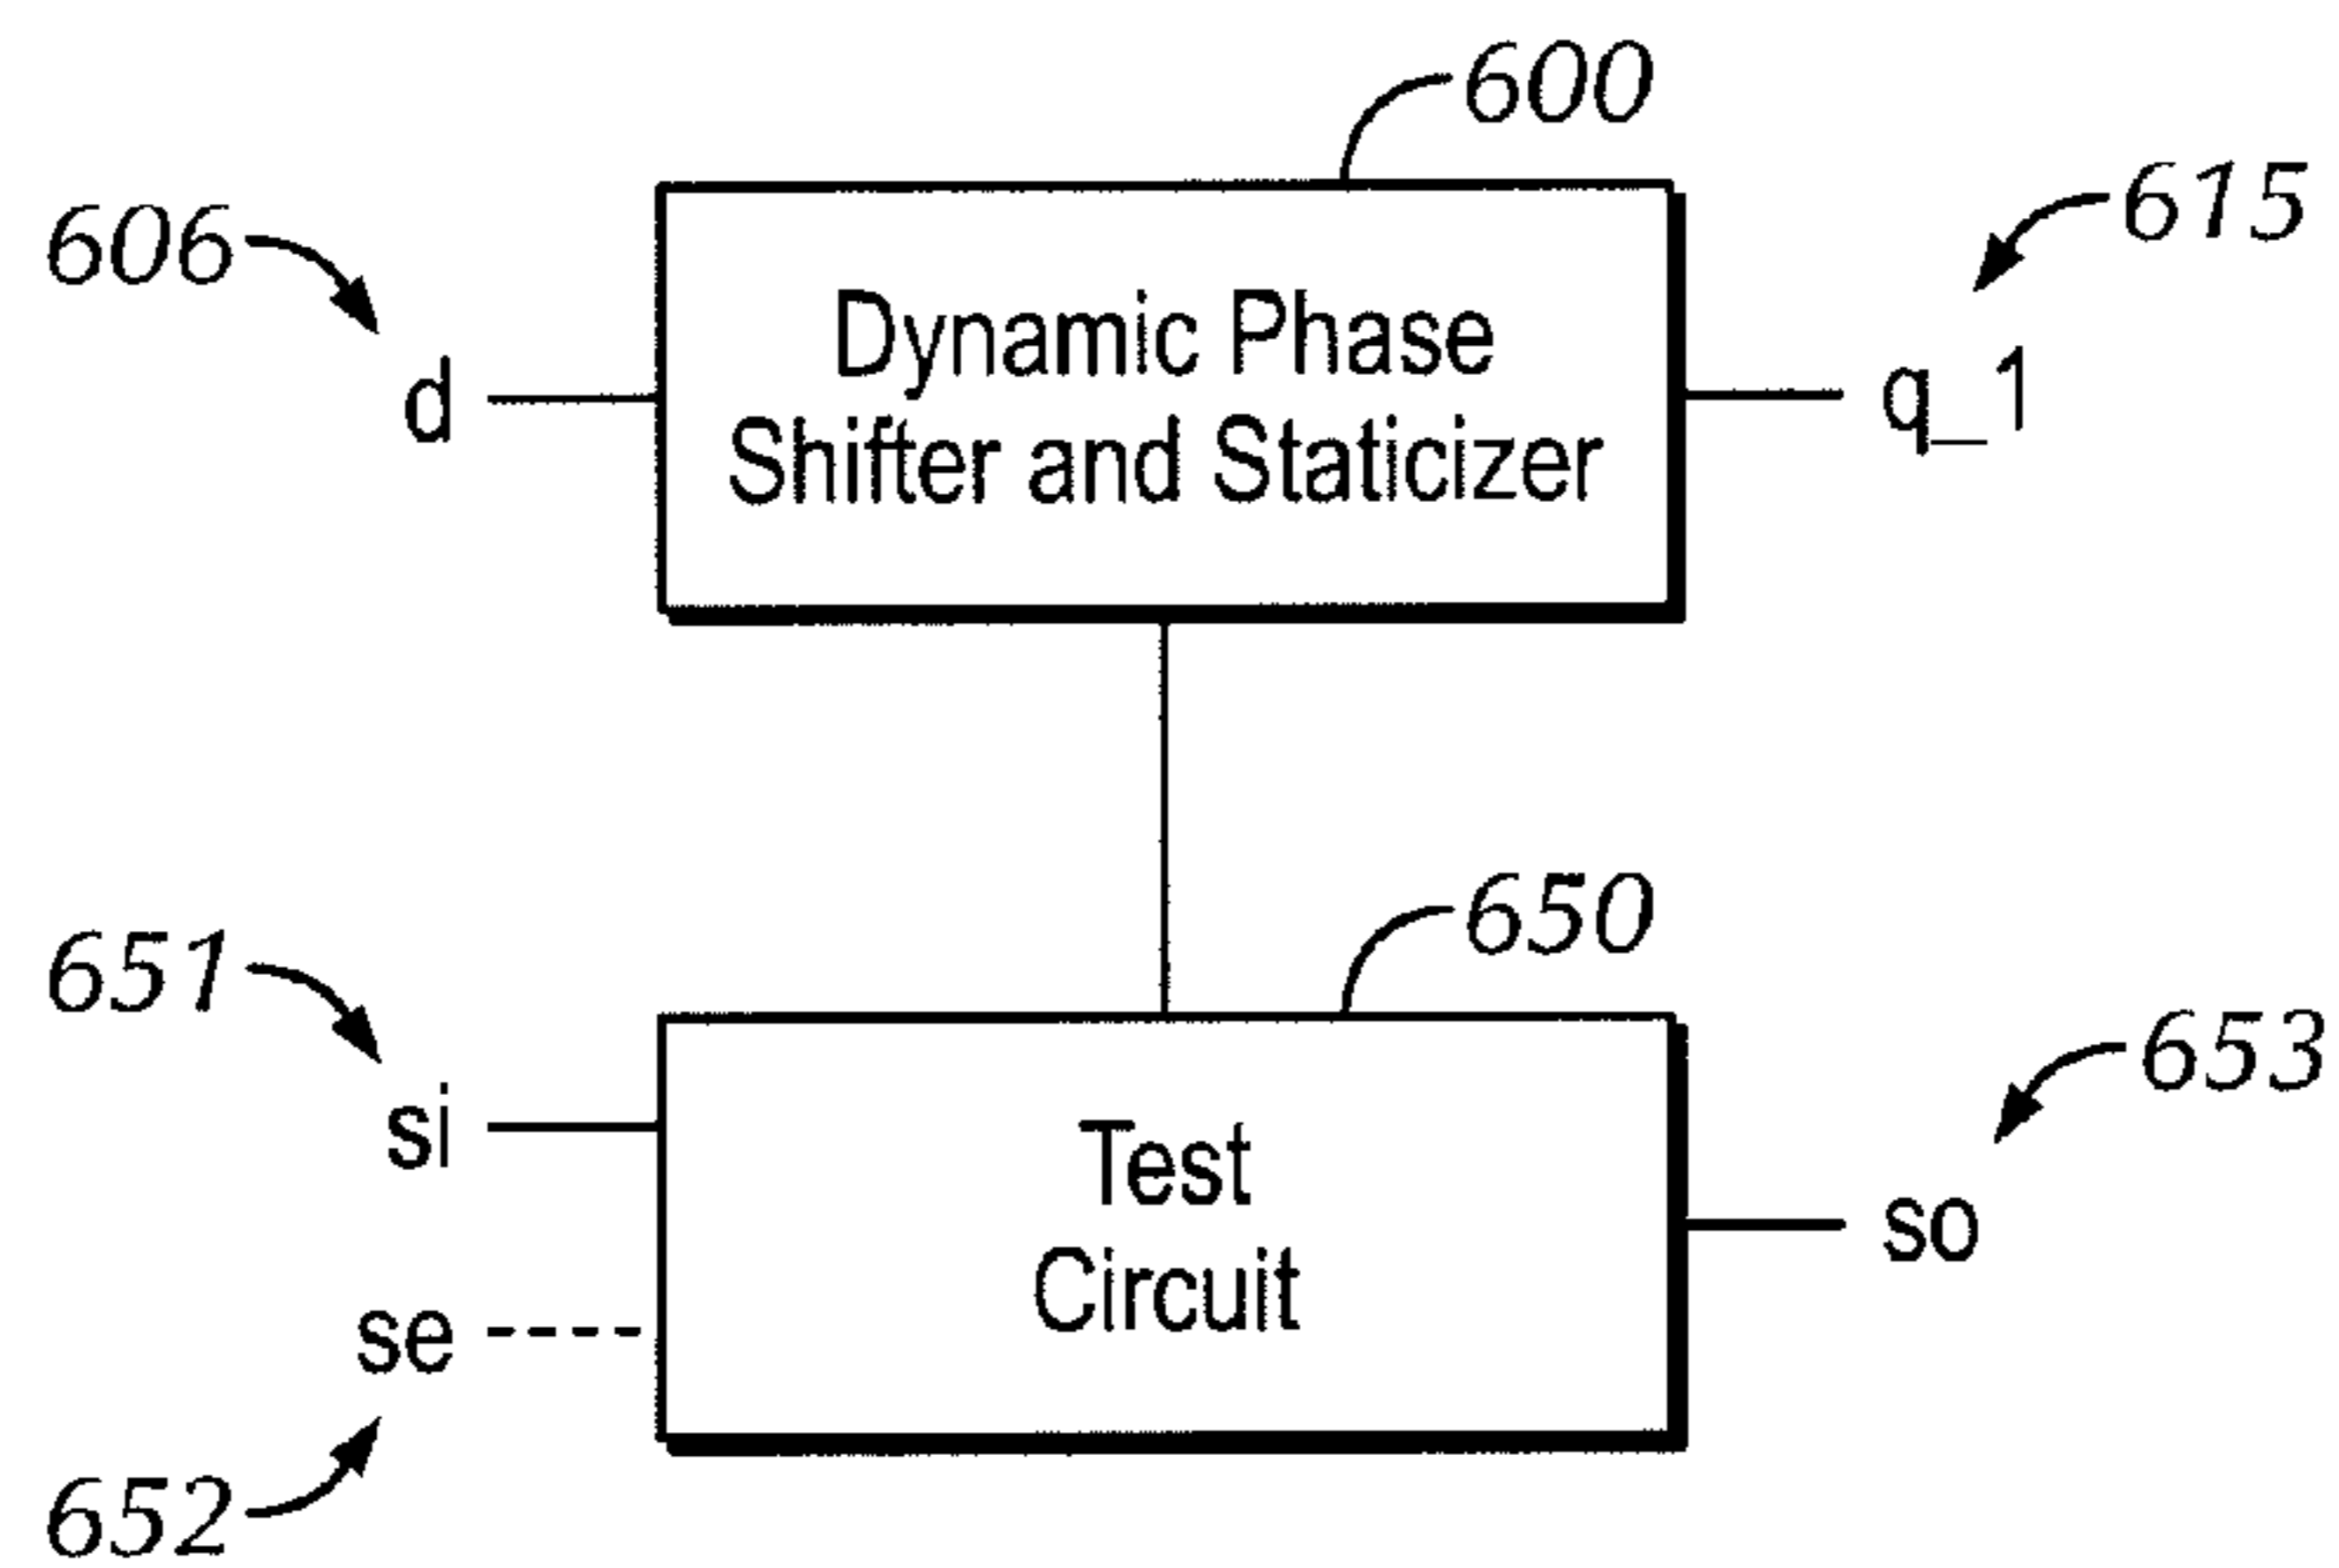 600
606
615
d
Dynamic Phase
Shifter and Staticizer
q_1
650
651
653
si
Test
Circuit
so
se
652